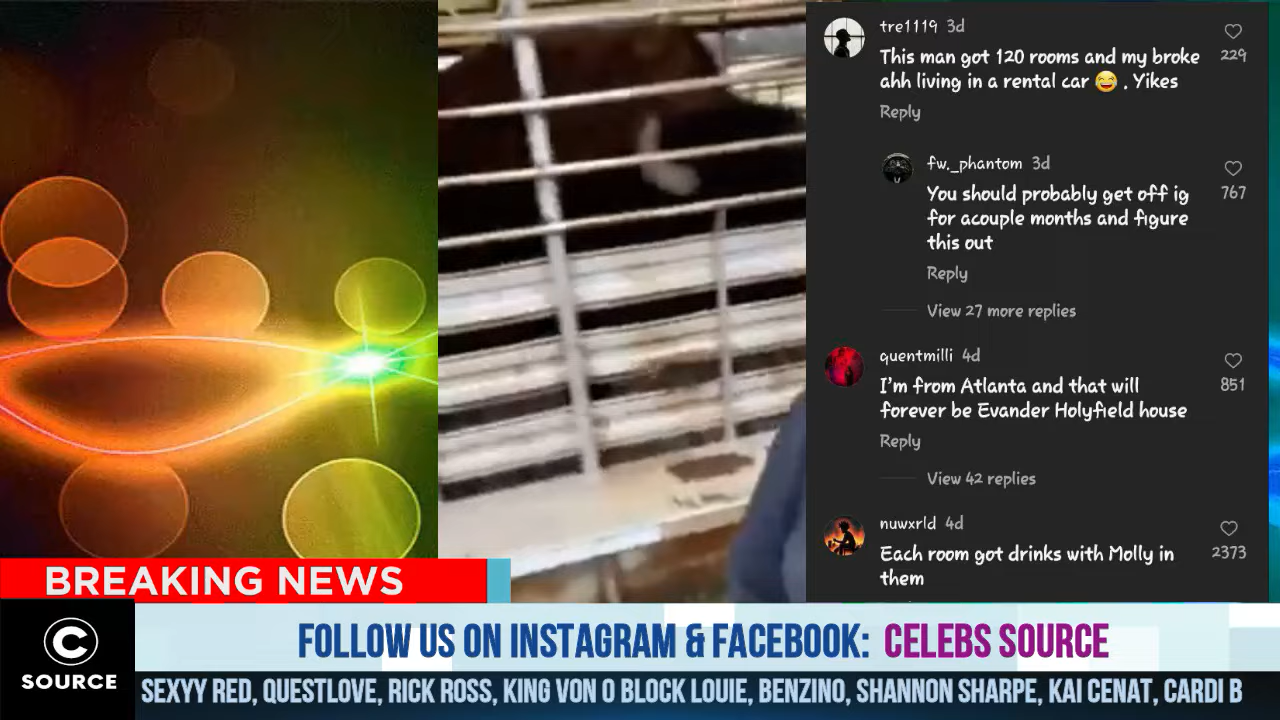 tre1119 3d
This man got 120 rooms and my broke
ahh living in a rental car 😂 . Yikes
229
Reply
fw._phantom 3d
You should probably get off ig
for acouple months and figure
this out
767
Reply
View 27 more replies
quentmilli 4d
I'm from Atlanta and that will
forever be Evander Holyfield house
851
Reply
View 42 replies
nuwxrld 4d
Each room got drinks with Molly in
them
2373
BREAKING NEWS
C
SOURCE
FOLLOW US ON INSTAGRAM & FACEBOOK: CELEBS SOURCE
SEXYY RED, QUESTLOVE, RICK ROSS, KING VON O BLOCK LOUIE, BENZINO, SHANNON SHARPE, KAI CENAT, CARDI B